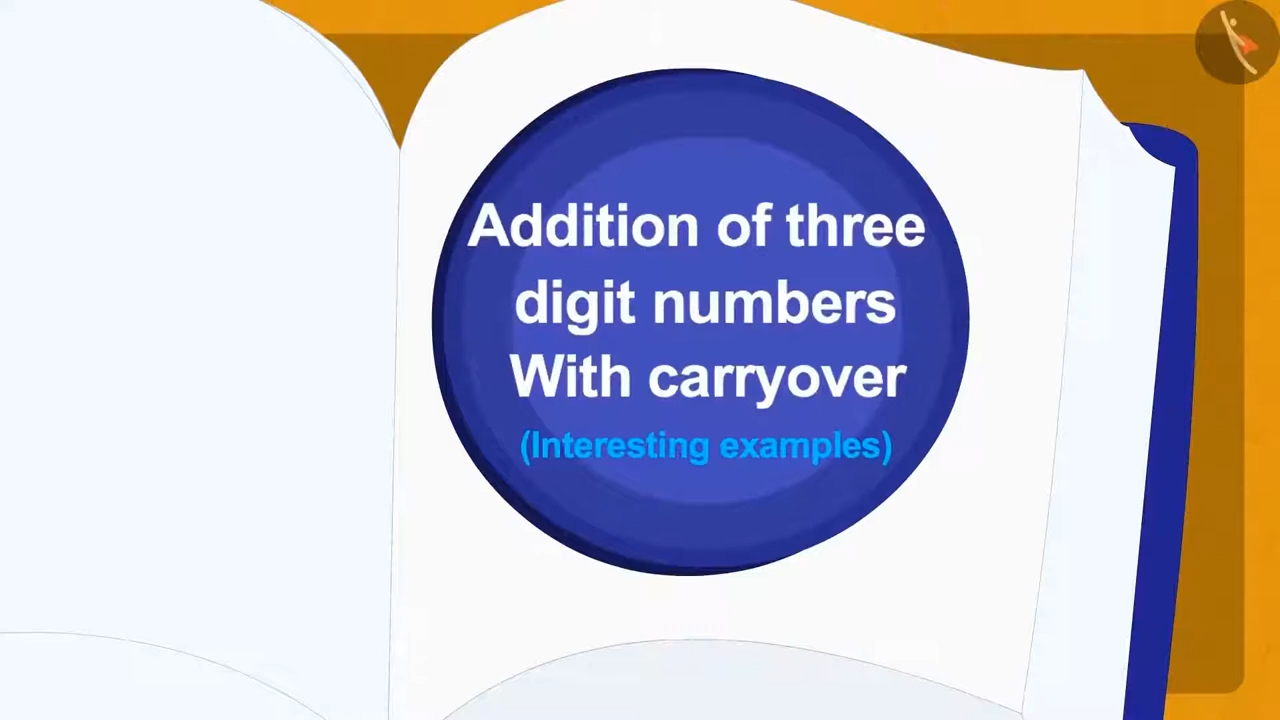 Addition of three
digit numbers
With carryover
(Interesting examples)